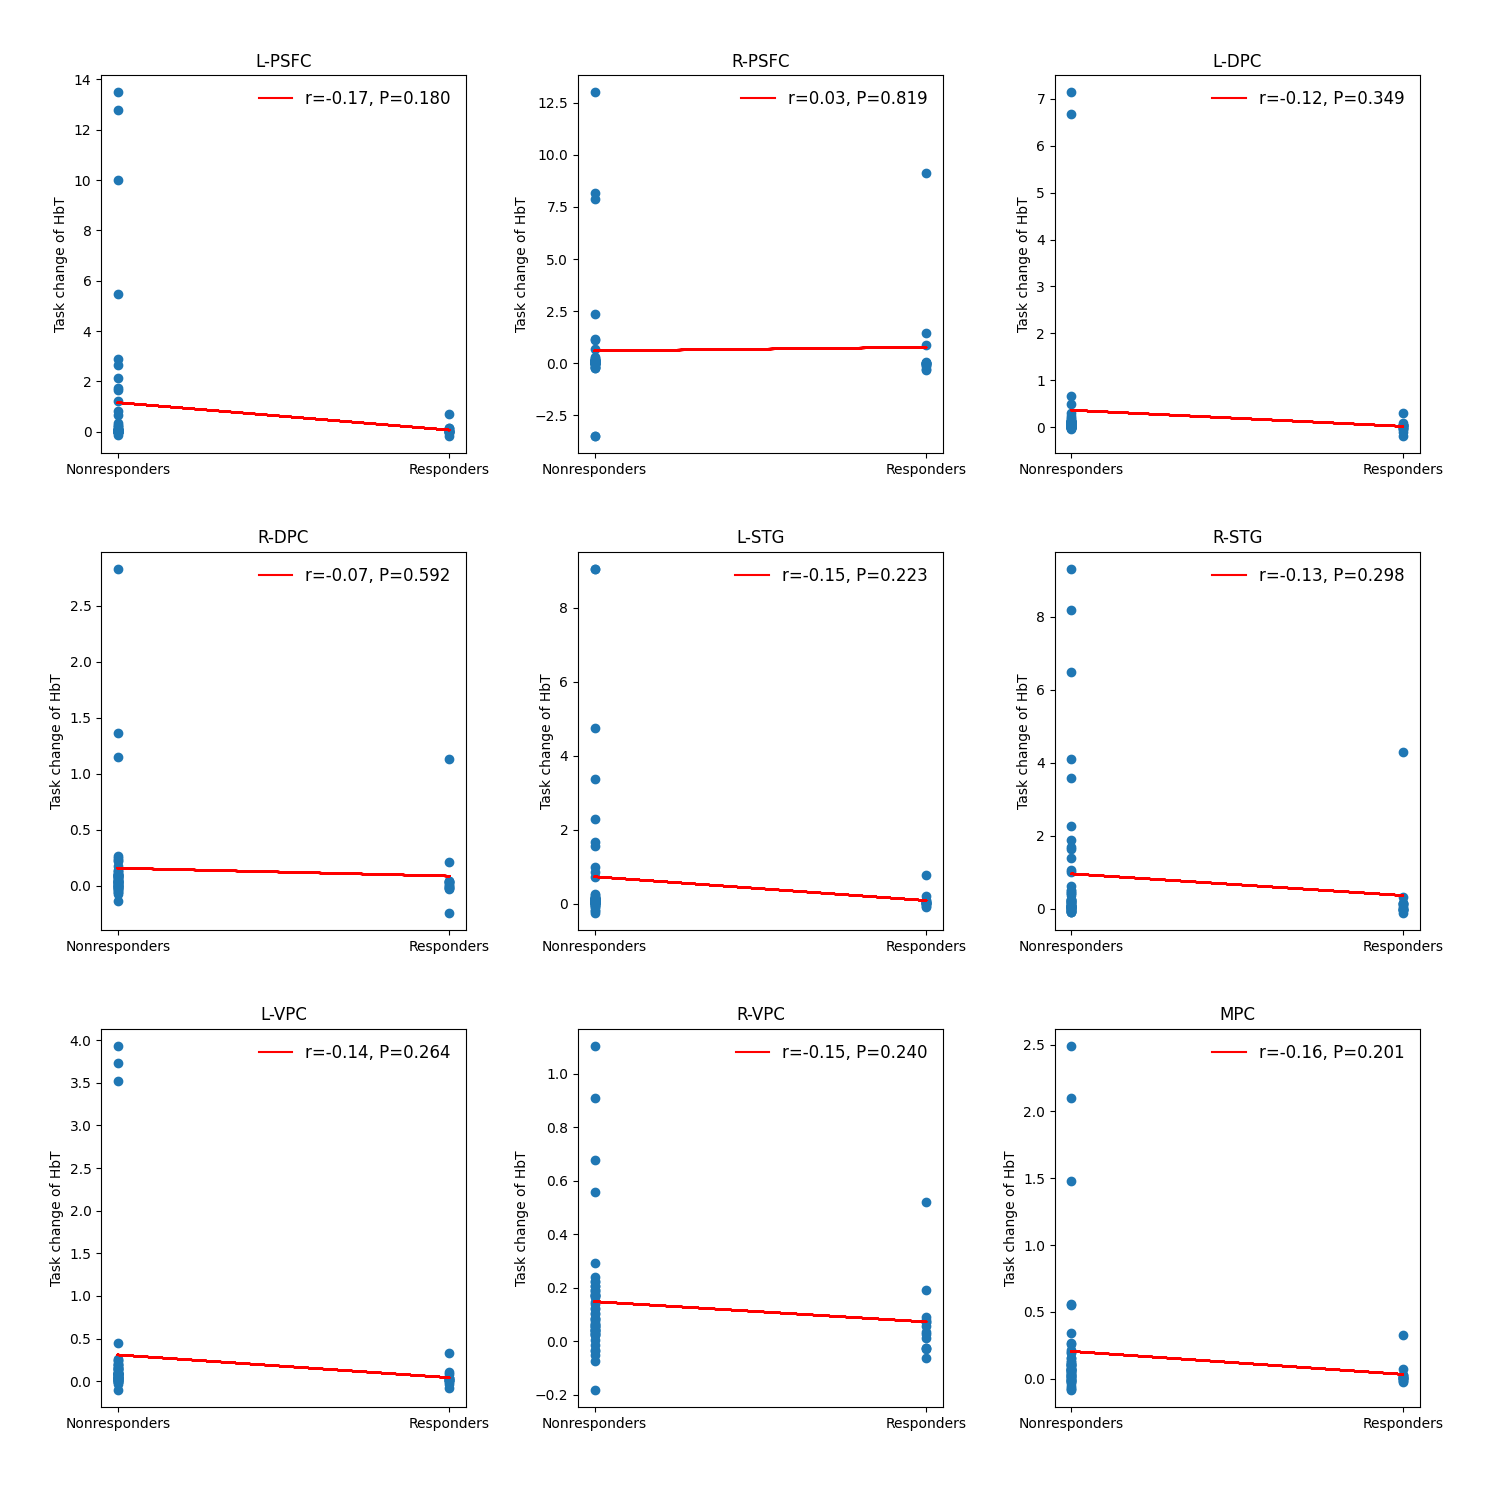 L-PSFC
r=-0.17, P=0.180
Task change of HbT
14
12
10
8
6
4
2
0
Nonresponders
Responders
R-PSFC
r=0.03, P=0.819
Task change of HbT
12.5
10.0
7.5
5.0
2.5
0.0
−2.5
Nonresponders
Responders
L-DPC
r=-0.12, P=0.349
Task change of HbT
7
6
5
4
3
2
1
0
Nonresponders
Responders
R-DPC
r=-0.07, P=0.592
Task change of HbT
2.5
2.0
1.5
1.0
0.5
0.0
Nonresponders
Responders
L-STG
r=-0.15, P=0.223
Task change of HbT
8
6
4
2
0
Nonresponders
Responders
R-STG
r=-0.13, P=0.298
Task change of HbT
8
6
4
2
0
Nonresponders
Responders
L-VPC
r=-0.14, P=0.264
Task change of HbT
4.0
3.5
3.0
2.5
2.0
1.5
1.0
0.5
0.0
Nonresponders
Responders
R-VPC
r=-0.15, P=0.240
Task change of HbT
1.0
0.8
0.6
0.4
0.2
0.0
−0.2
Nonresponders
Responders
MPC
r=-0.16, P=0.201
Task change of HbT
2.5
2.0
1.5
1.0
0.5
0.0
Nonresponders
Responders